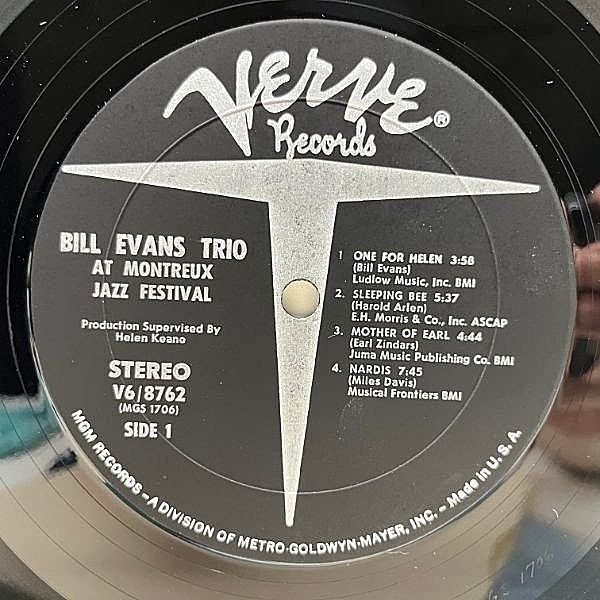 VERVE®
Records
BILL EVANS TRIO
AT MONTREUX
JAZZ FESTIVAL
Production Supervised By
Helen Keane
STEREO
V6/8762
(MGS 1706)
SIDE 1
1 ONE FOR HELEN 3:58
(Bill Evans)
Ludlow Music, Inc. BMI
2. SLEEPING BEE 5:37
(Harold Arlen)
E.H. Morris & Co., Inc. ASCAP
3. MOTHER OF EARL 4:44
(Earl Zindars)
Juma Music Publishing Co. BMI
4. NARDIS 7:45
(Miles Davis)
Musical Frontiers BMI
MGM RECORDS – A DIVISION OF METRO-GOLDWYN-MAYER, INC. – Made in U.S.A.
1706